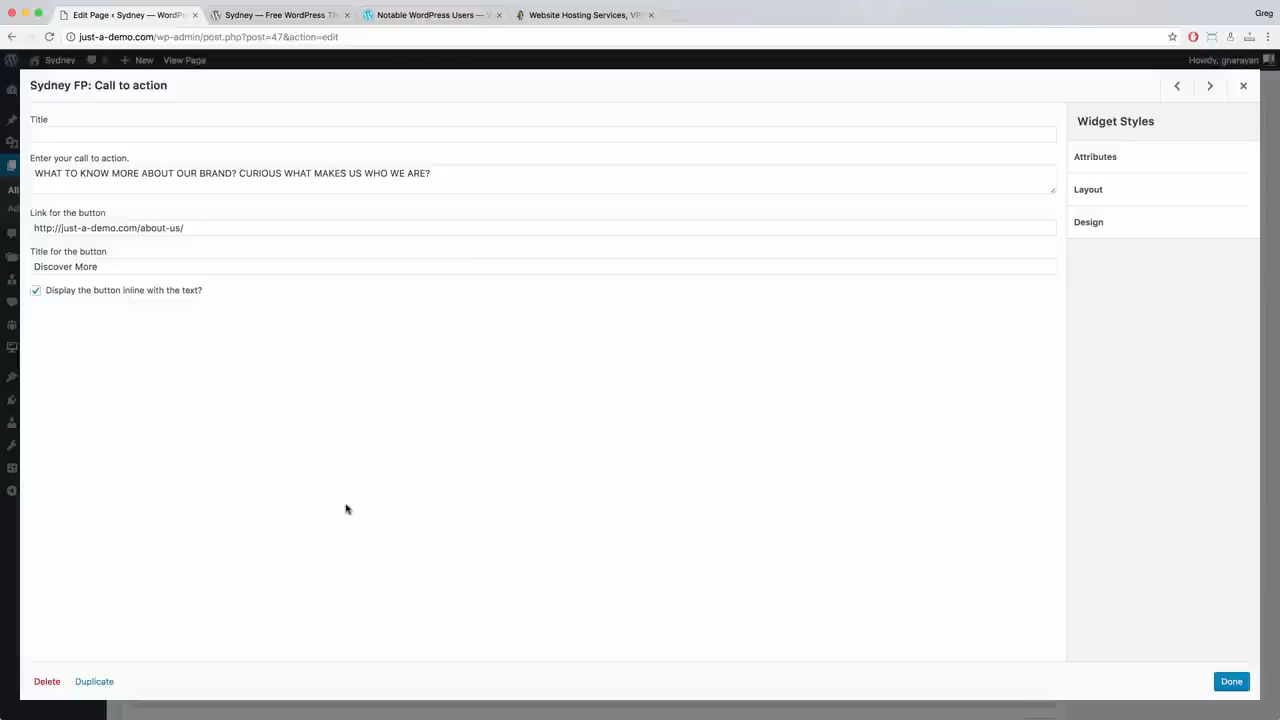 Edit Page ‹ Sydney — WordPr
Sydney — Free WordPress Th
Notable WordPress Users — V
Website Hosting Services, VP
Greg
just-a-demo.com/wp-admin/post.php?post=47&action=edit
Sydney
New
View Page
Howdy, gnarayan
Sydney FP: Call to action
Title
Enter your call to action.
WHAT TO KNOW MORE ABOUT OUR BRAND? CURIOUS WHAT MAKES US WHO WE ARE?
Link for the button
http://just-a-demo.com/about-us/
Title for the button
Discover More
Display the button inline with the text?
Widget Styles
Attributes
Layout
Design
All
Ad
Delete
Duplicate
Done